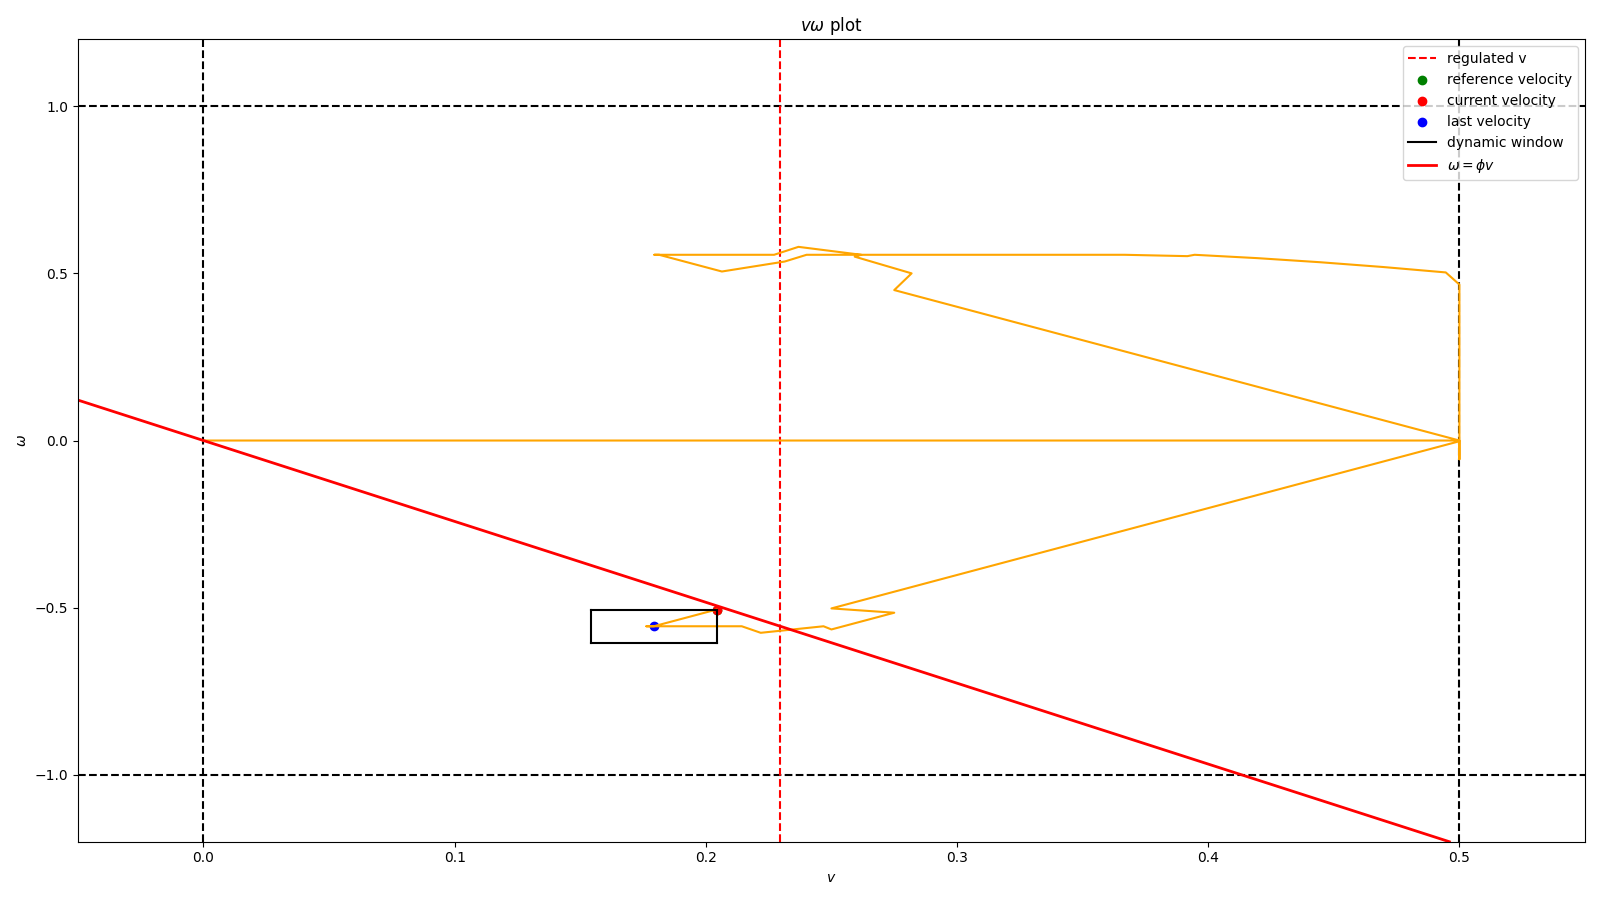 vω plot
regulated v
reference velocity
current velocity
last velocity
dynamic window
ω = ϕv
1.0
0.5
0.0
−0.5
−1.0
ω
0.0 0.1 0.2 0.3 0.4 0.5
v